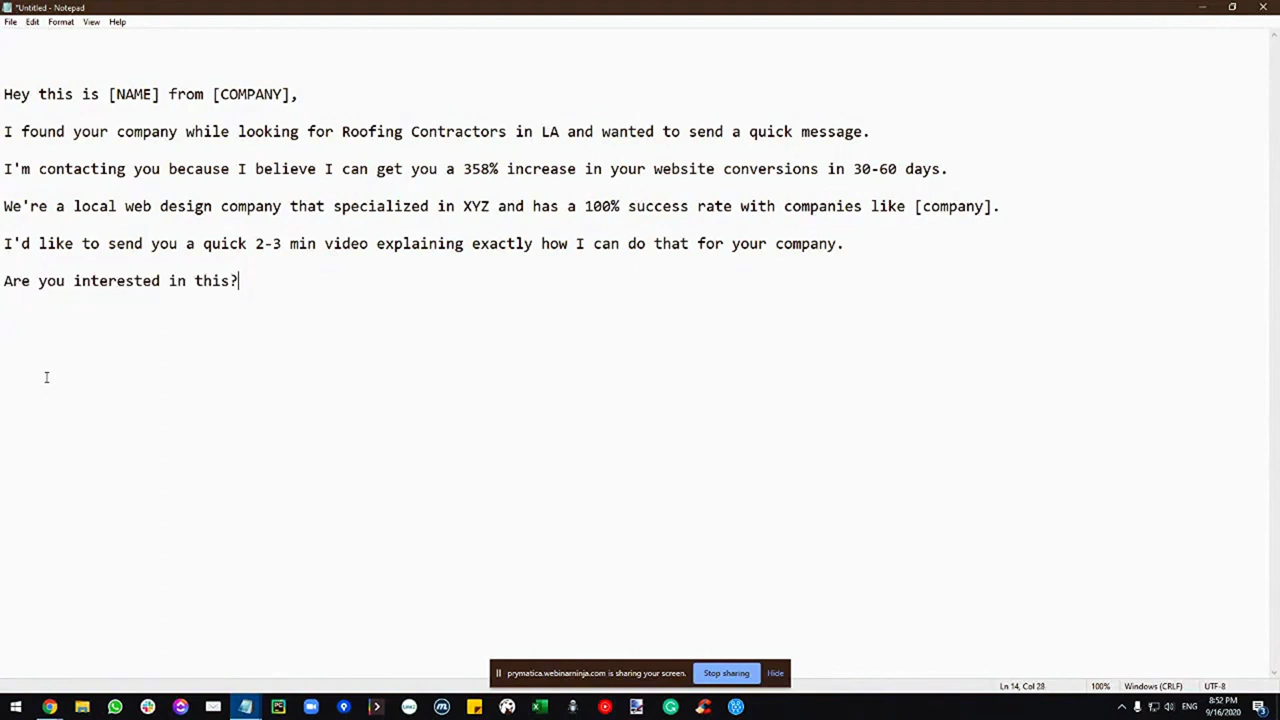 *Untitled - Notepad
File Edit Format View Help
Hey this is [NAME] from [COMPANY],
I found your company while looking for Roofing Contractors in LA and wanted to send a quick message.
I'm contacting you because I believe I can get you a 358% increase in your website conversions in 30-60 days.
We're a local web design company that specialized in XYZ and has a 100% success rate with companies like [company].
I'd like to send you a quick 2-3 min video explaining exactly how I can do that for your company.
Are you interested in this?
prymatica.webinarninja.com is sharing your screen. Stop sharing Hide
Ln 14, Col 28 100% Windows (CRLF) UTF-8
ENG 8:52 PM
9/16/2020